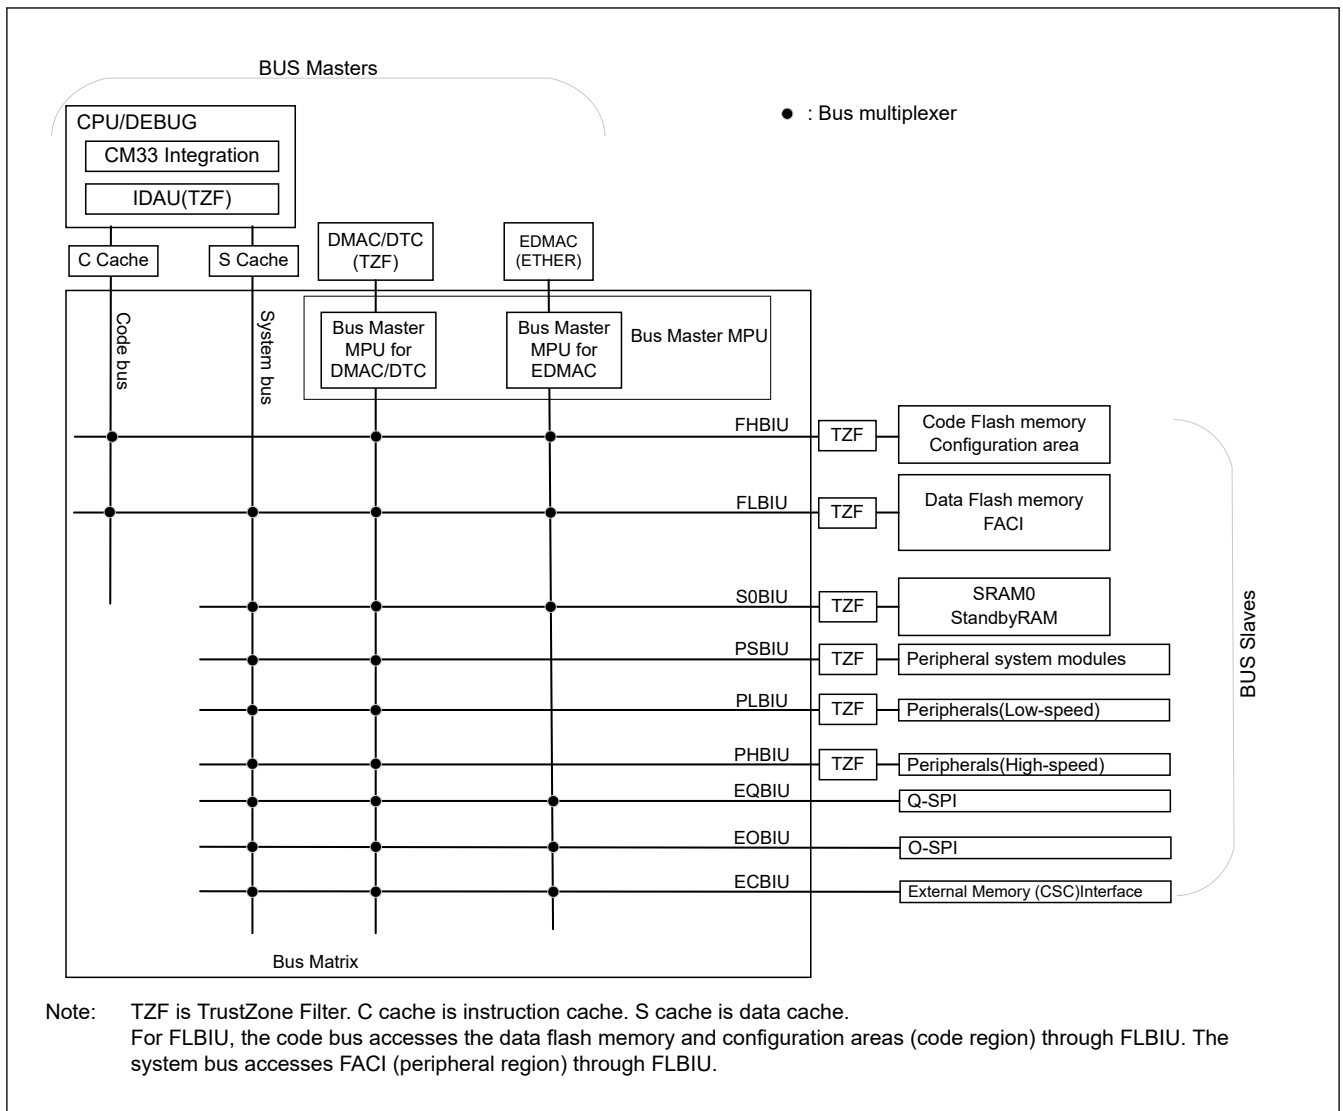 BUS Masters
: Bus multiplexer
CPU/DEBUG
CM33 Integration
IDAU(TZF)
C Cache
S Cache
DMAC/DTC
(TZF)
EDMAC
(ETHER)
Code bus
System bus
Bus Master
MPU for
DMAC/DTC
Bus Master
MPU for
EDMAC
Bus Master MPU
FHBIU
TZF
Code Flash memory
Configuration area
FLBIU
TZF
Data Flash memory
FACI
S0BIU
TZF
SRAM0
StandbyRAM
PSBIU
TZF
Peripheral system modules
PLBIU
TZF
Peripherals(Low-speed)
PHBIU
TZF
Peripherals(High-speed)
EQBIU
Q-SPI
EOBIU
O-SPI
ECBIU
External Memory (CSC)Interface
BUS Slaves
Bus Matrix
Note: TZF is TrustZone Filter. C cache is instruction cache. S cache is data cache.
For FLBIU, the code bus accesses the data flash memory and configuration areas (code region) through FLBIU. The
system bus accesses FACI (peripheral region) through FLBIU.